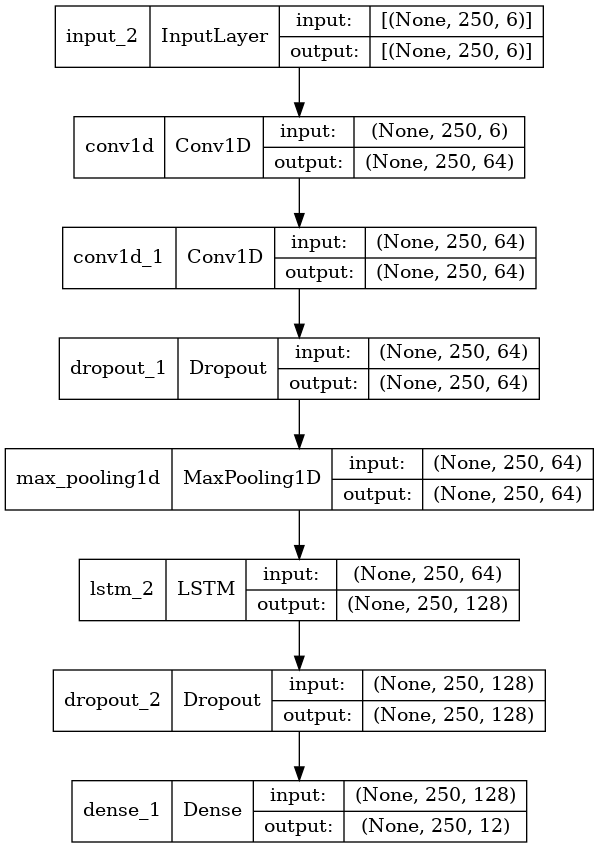 input_2 InputLayer input: [(None, 250, 6)]
output: [(None, 250, 6)]
conv1d Conv1D input: (None, 250, 6)
output: (None, 250, 64)
conv1d_1 Conv1D input: (None, 250, 64)
output: (None, 250, 64)
dropout_1 Dropout input: (None, 250, 64)
output: (None, 250, 64)
max_pooling1d MaxPooling1D input: (None, 250, 64)
output: (None, 250, 64)
lstm_2 LSTM input: (None, 250, 64)
output: (None, 250, 128)
dropout_2 Dropout input: (None, 250, 128)
output: (None, 250, 128)
dense_1 Dense input: (None, 250, 128)
output: (None, 250, 12)